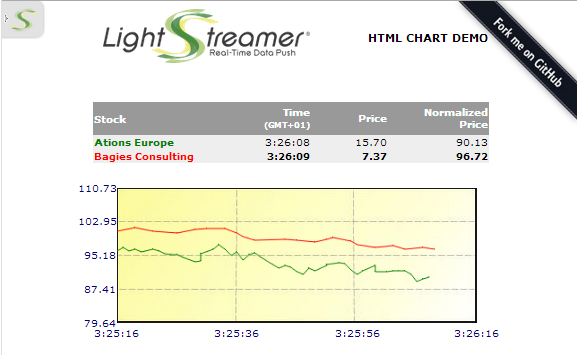 LightStreamer®
Real-Time Data Push
HTML CHART DEMO
Fork me on GitHub
Stock Time (GMT+01) Price Normalized Price
Ations Europe 3:26:08 15.70 90.13
Bagies Consulting 3:26:09 7.37 96.72
110.73
102.95
95.18
87.41
79.64
3:25:16 3:25:36 3:25:56 3:26:16